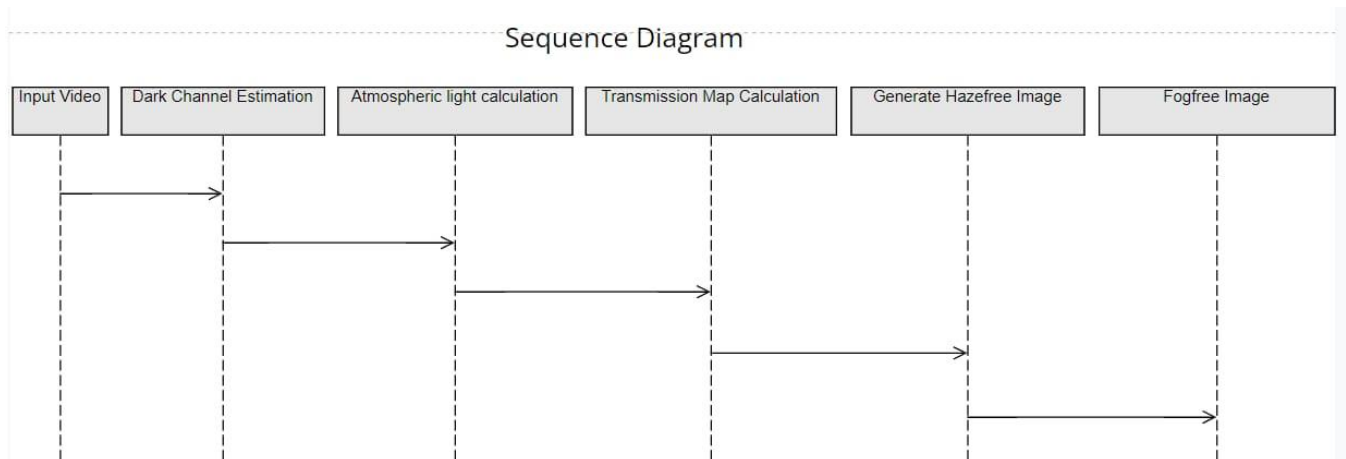 Sequence Diagram
Input Video
Dark Channel Estimation
Atmospheric light calculation
Transmission Map Calculation
Generate Hazefree Image
Fogfree Image